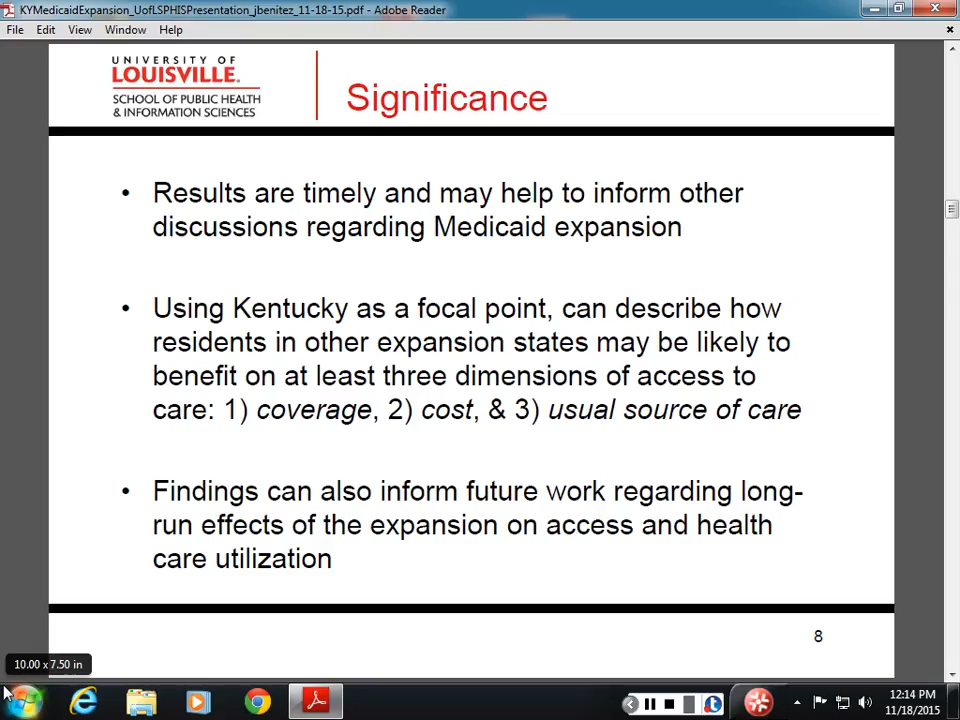 KYMedicaidExpansion_UofLSPHISPresentation_jbenitez_11-18-15.pdf - Adobe Reader
File Edit View Window Help
UNIVERSITY OF
LOUISVILLE.
SCHOOL OF PUBLIC HEALTH
& INFORMATION SCIENCES
Significance
• Results are timely and may help to inform other
discussions regarding Medicaid expansion
• Using Kentucky as a focal point, can describe how
residents in other expansion states may be likely to
benefit on at least three dimensions of access to
care: 1) coverage, 2) cost, & 3) usual source of care
• Findings can also inform future work regarding long-
run effects of the expansion on access and health
care utilization
8
10.00 x 7.50 in
12:14 PM
11/18/2015